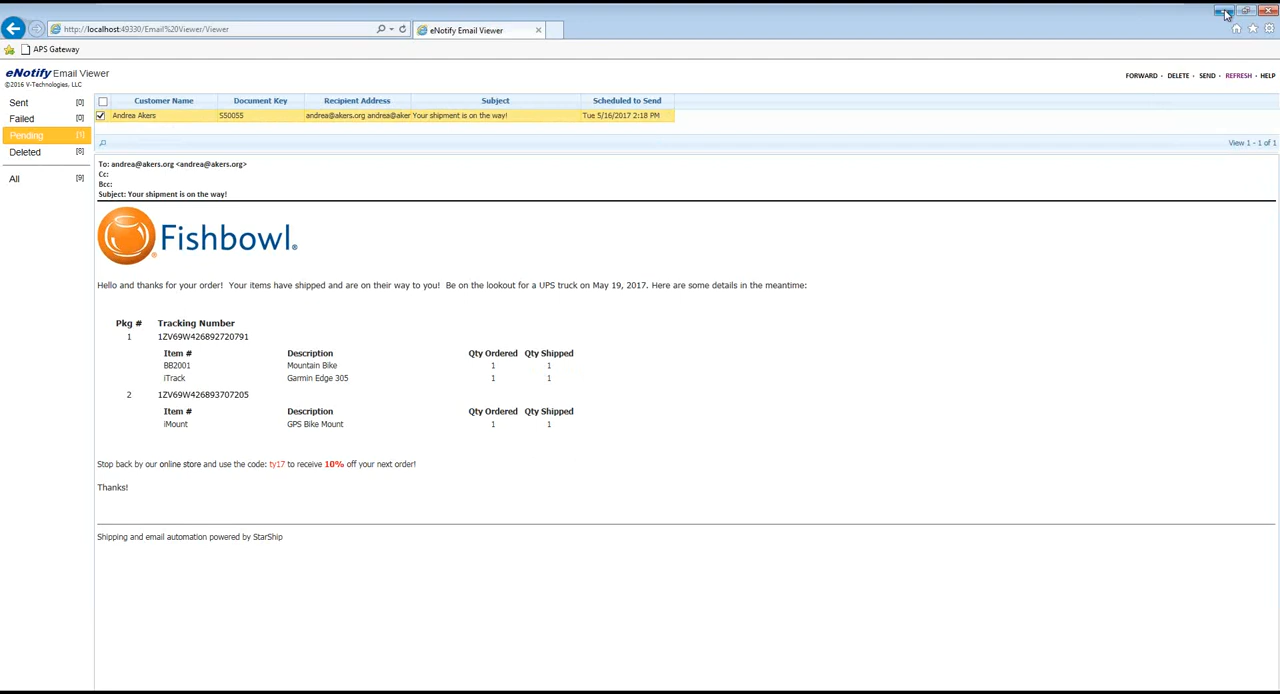 http://localhost:49330/Email%20Viewer/Viewer
eNotify Email Viewer
APS Gateway
eNotify Email Viewer
©2016 V-Technologies, LLC
FORWARD · DELETE · SEND · REFRESH · HELP
Sent [0]
Failed [0]
Pending [1]
Deleted [8]
All [9]
Customer Name Document Key Recipient Address Subject Scheduled to Send
Andrea Akers S50055 andrea@akers.org andrea@aker Your shipment is on the way! Tue 5/16/2017 2:18 PM
View 1 - 1 of 1
To: andrea@akers.org <andrea@akers.org>
Cc:
Bcc:
Subject: Your shipment is on the way!
Fishbowl®
Hello and thanks for your order! Your items have shipped and are on their way to you! Be on the lookout for a UPS truck on May 19, 2017. Here are some details in the meantime:
Pkg # Tracking Number
1 1ZV69W426892720791
Item # Description Qty Ordered Qty Shipped
BB2001 Mountain Bike 1 1
iTrack Garmin Edge 305 1 1
2 1ZV69W426893707205
Item # Description Qty Ordered Qty Shipped
iMount GPS Bike Mount 1 1
Stop back by our online store and use the code: ty17 to receive 10% off your next order!
Thanks!
Shipping and email automation powered by StarShip